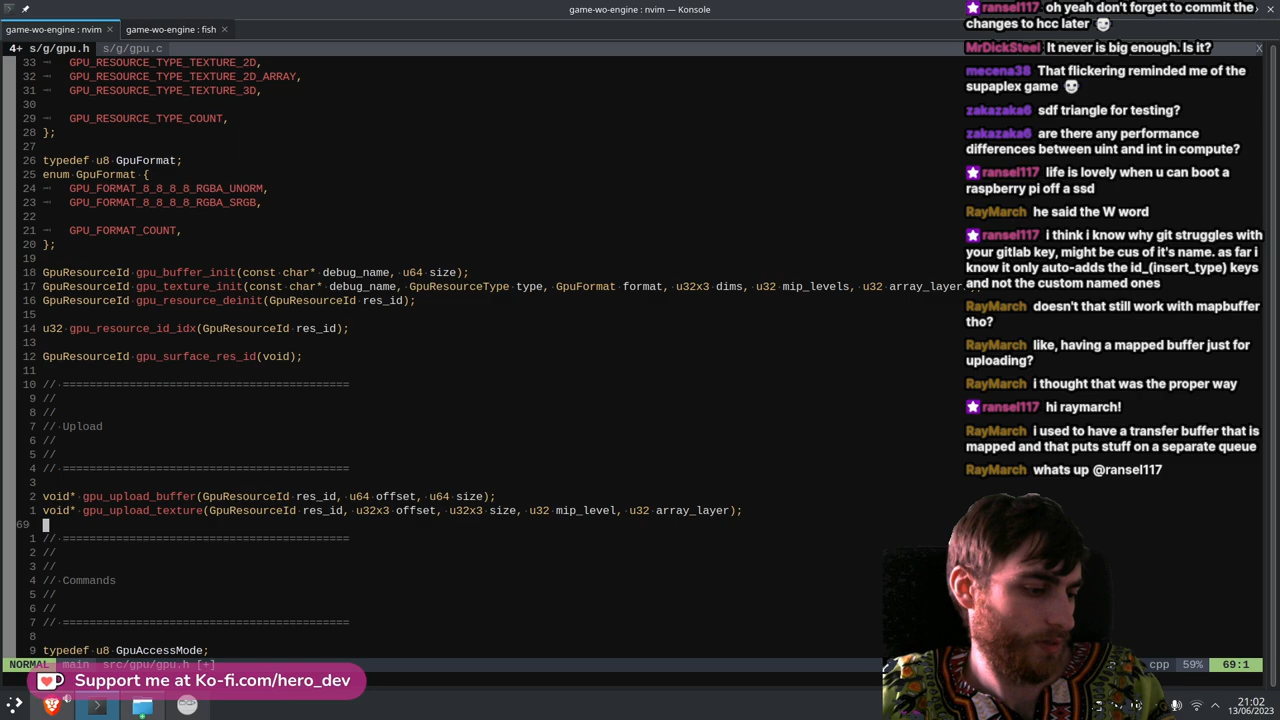 game-wo-engine : nvim — Konsole
game-wo-engine : nvim
game-wo-engine : fish
4+ s/g/gpu.h
s/g/gpu.c
X
33 GPU_RESOURCE_TYPE_TEXTURE_2D,
32 GPU_RESOURCE_TYPE_TEXTURE_2D_ARRAY,
31 GPU_RESOURCE_TYPE_TEXTURE_3D,
30
29 GPU_RESOURCE_TYPE_COUNT,
28 };
27
26 typedef u8 GpuFormat;
25 enum GpuFormat {
24 GPU_FORMAT_8_8_8_8_RGBA_UNORM,
23 GPU_FORMAT_8_8_8_8_RGBA_SRGB,
22
21 GPU_FORMAT_COUNT,
20 };
19
18 GpuResourceId gpu_buffer_init(const char* debug_name, u64 size);
17 GpuResourceId gpu_texture_init(const char* debug_name, GpuResourceType type, GpuFormat format, u32x3 dims, u32 mip_levels, u32 array_layer
16 GpuResourceId gpu_resource_deinit(GpuResourceId res_id);
15
14 u32 gpu_resource_id_idx(GpuResourceId res_id);
13
12 GpuResourceId gpu_surface_res_id(void);
11
10 // ===========================================
9 //
8 //
7 // Upload
6 //
5 //
4 // ===========================================
3
2 void* gpu_upload_buffer(GpuResourceId res_id, u64 offset, u64 size);
1 void* gpu_upload_texture(GpuResourceId res_id, u32x3 offset, u32x3 size, u32 mip_level, u32 array_layer);
69
1 // ===========================================
2 //
3 //
4 // Commands
5 //
6 //
7 // ===========================================
8
9 typedef u8 GpuAccessMode;
NORMAL main src/gpu/gpu.h [+]
cpp 59% 69:1
Support me at Ko-fi.com/hero_dev
21:02
13/06/2023
ransel117 oh yeah don't forget to commit the
changes to hcc later
MrDickSteel It never is big enough. Is it?
mecena38 That flickering reminded me of the
supaplex game
zakazaka6 sdf triangle for testing?
zakazaka6 are there any performance
differences between uint and int in compute?
ransel117 life is lovely when u can boot a
raspberry pi off a ssd
RayMarch he said the W word
ransel117 i think i know why git struggles with
your gitlab key, might be cus of it's name. as far i
know it only auto-adds the id_(insert_type) keys
and not the custom named ones
RayMarch doesn't that still work with mapbuffer
tho?
RayMarch like, having a mapped buffer just for
uploading?
RayMarch i thought that was the proper way
ransel117 hi raymarch!
RayMarch i used to have a transfer buffer that is
mapped and that puts stuff on a separate queue
RayMarch whats up @ransel117